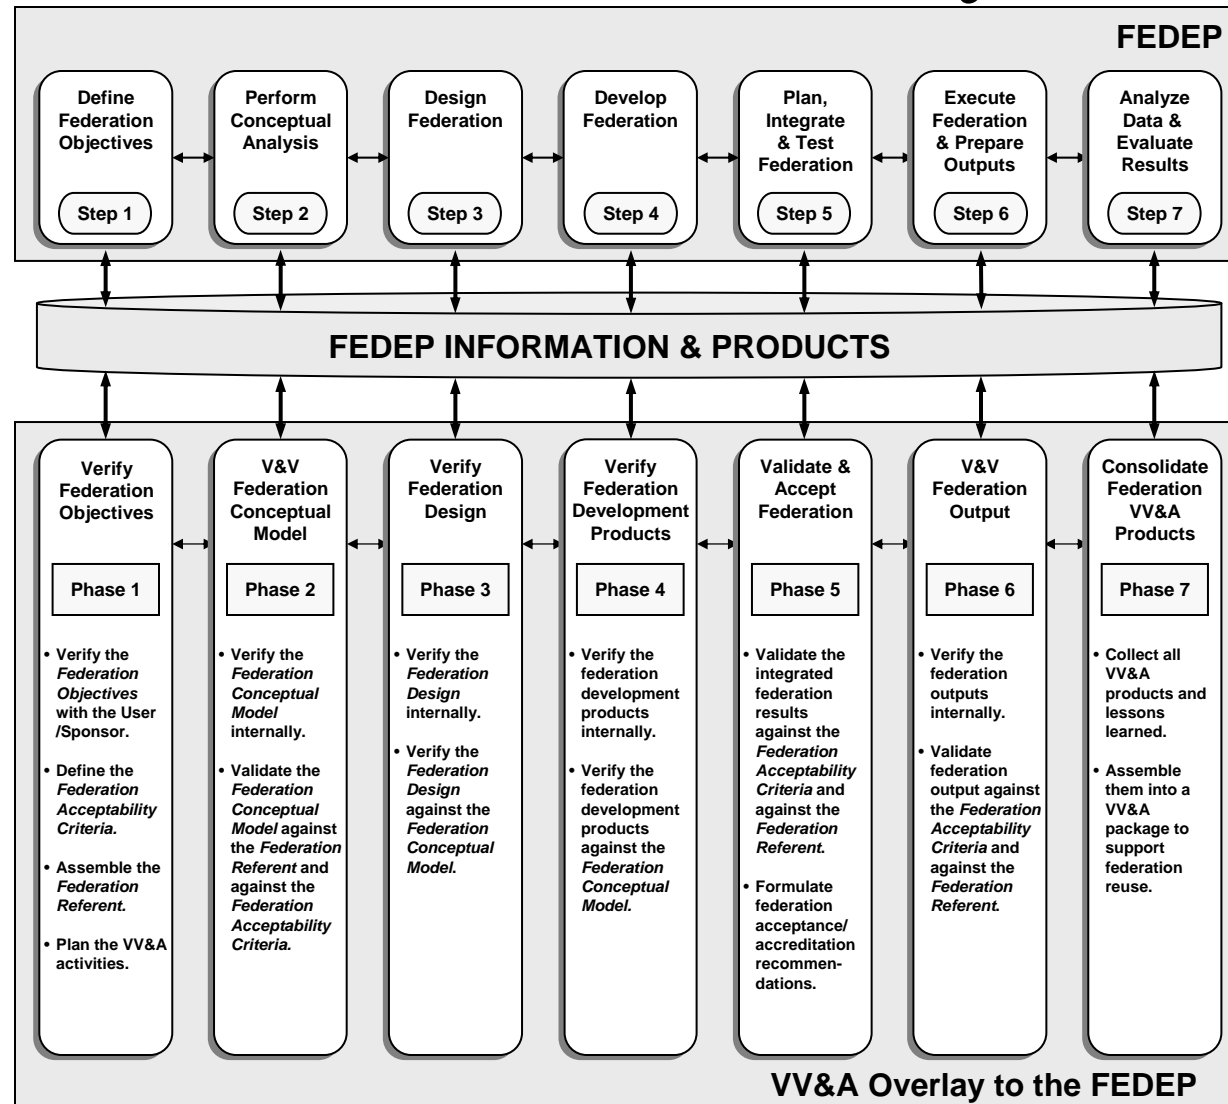 FEDEP
Define
Federation
Objectives
Step 1
Perform
Conceptual
Analysis
Step 2
Design
Federation
Step 3
Develop
Federation
Step 4
Plan,
Integrate
& Test
Federation
Step 5
Execute
Federation
& Prepare
Outputs
Step 6
Analyze
Data &
Evaluate
Results
Step 7
FEDEP INFORMATION & PRODUCTS
Verify
Federation
Objectives
Phase 1
• Verify the
Federation
Objectives
with the User
/Sponsor.
• Define the
Federation
Acceptability
Criteria.
• Assemble the
Federation
Referent.
• Plan the VV&A
activities.
V&V
Federation
Conceptual
Model
Phase 2
• Verify the
Federation
Conceptual
Model
internally.
• Validate the
Federation
Conceptual
Model against
the Federation
Referent and
against the
Federation
Acceptability
Criteria.
Verify
Federation
Design
Phase 3
• Verify the
Federation
Design
internally.
• Verify the
Federation
Design
against the
Federation
Conceptual
Model.
Verify
Federation
Development
Products
Phase 4
• Verify the
federation
development
products
internally.
• Verify the
federation
development
products
against the
Federation
Conceptual
Model.
Validate &
Accept
Federation
Phase 5
• Validate the
integrated
federation
results
against the
Federation
Acceptability
Criteria and
against the
Federation
Referent.
• Formulate
federation
acceptance/
accreditation
recommen-
dations.
V&V
Federation
Output
Phase 6
• Verify the
federation
outputs
internally.
• Validate
federation
output against
the Federation
Acceptability
Criteria and
against the
Federation
Referent.
Consolidate
Federation
VV&A
Products
Phase 7
• Collect all
VV&A
products and
lessons
learned.
• Assemble
them into a
VV&A
package to
support
federation
reuse.
VV&A Overlay to the FEDEP